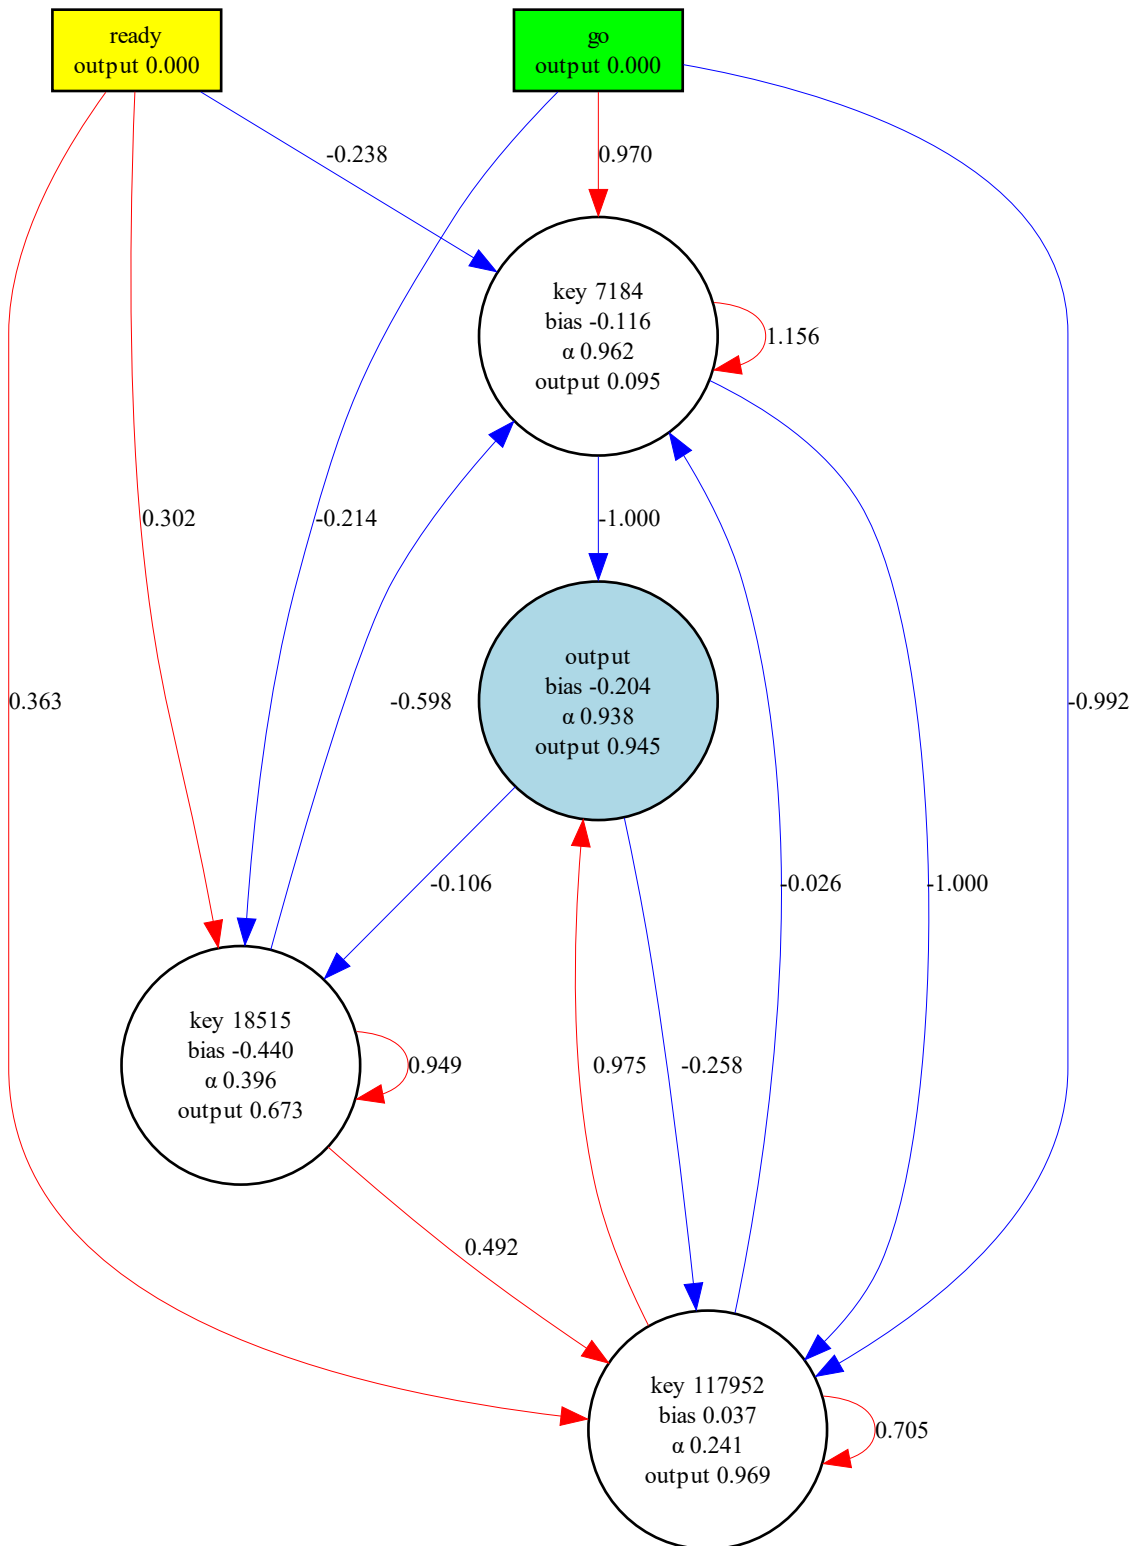 ready
output 0.000
go
output 0.000
-0.238
0.970
key 7184
bias -0.116
α 0.962
output 0.095
1.156
0.302
-0.214
-1.000
output
bias -0.204
α 0.938
output 0.945
0.363
-0.598
-0.992
-0.106
-0.026
-1.000
key 18515
bias -0.440
α 0.396
output 0.673
0.949
0.975
-0.258
0.492
key 117952
bias 0.037
α 0.241
output 0.969
0.705